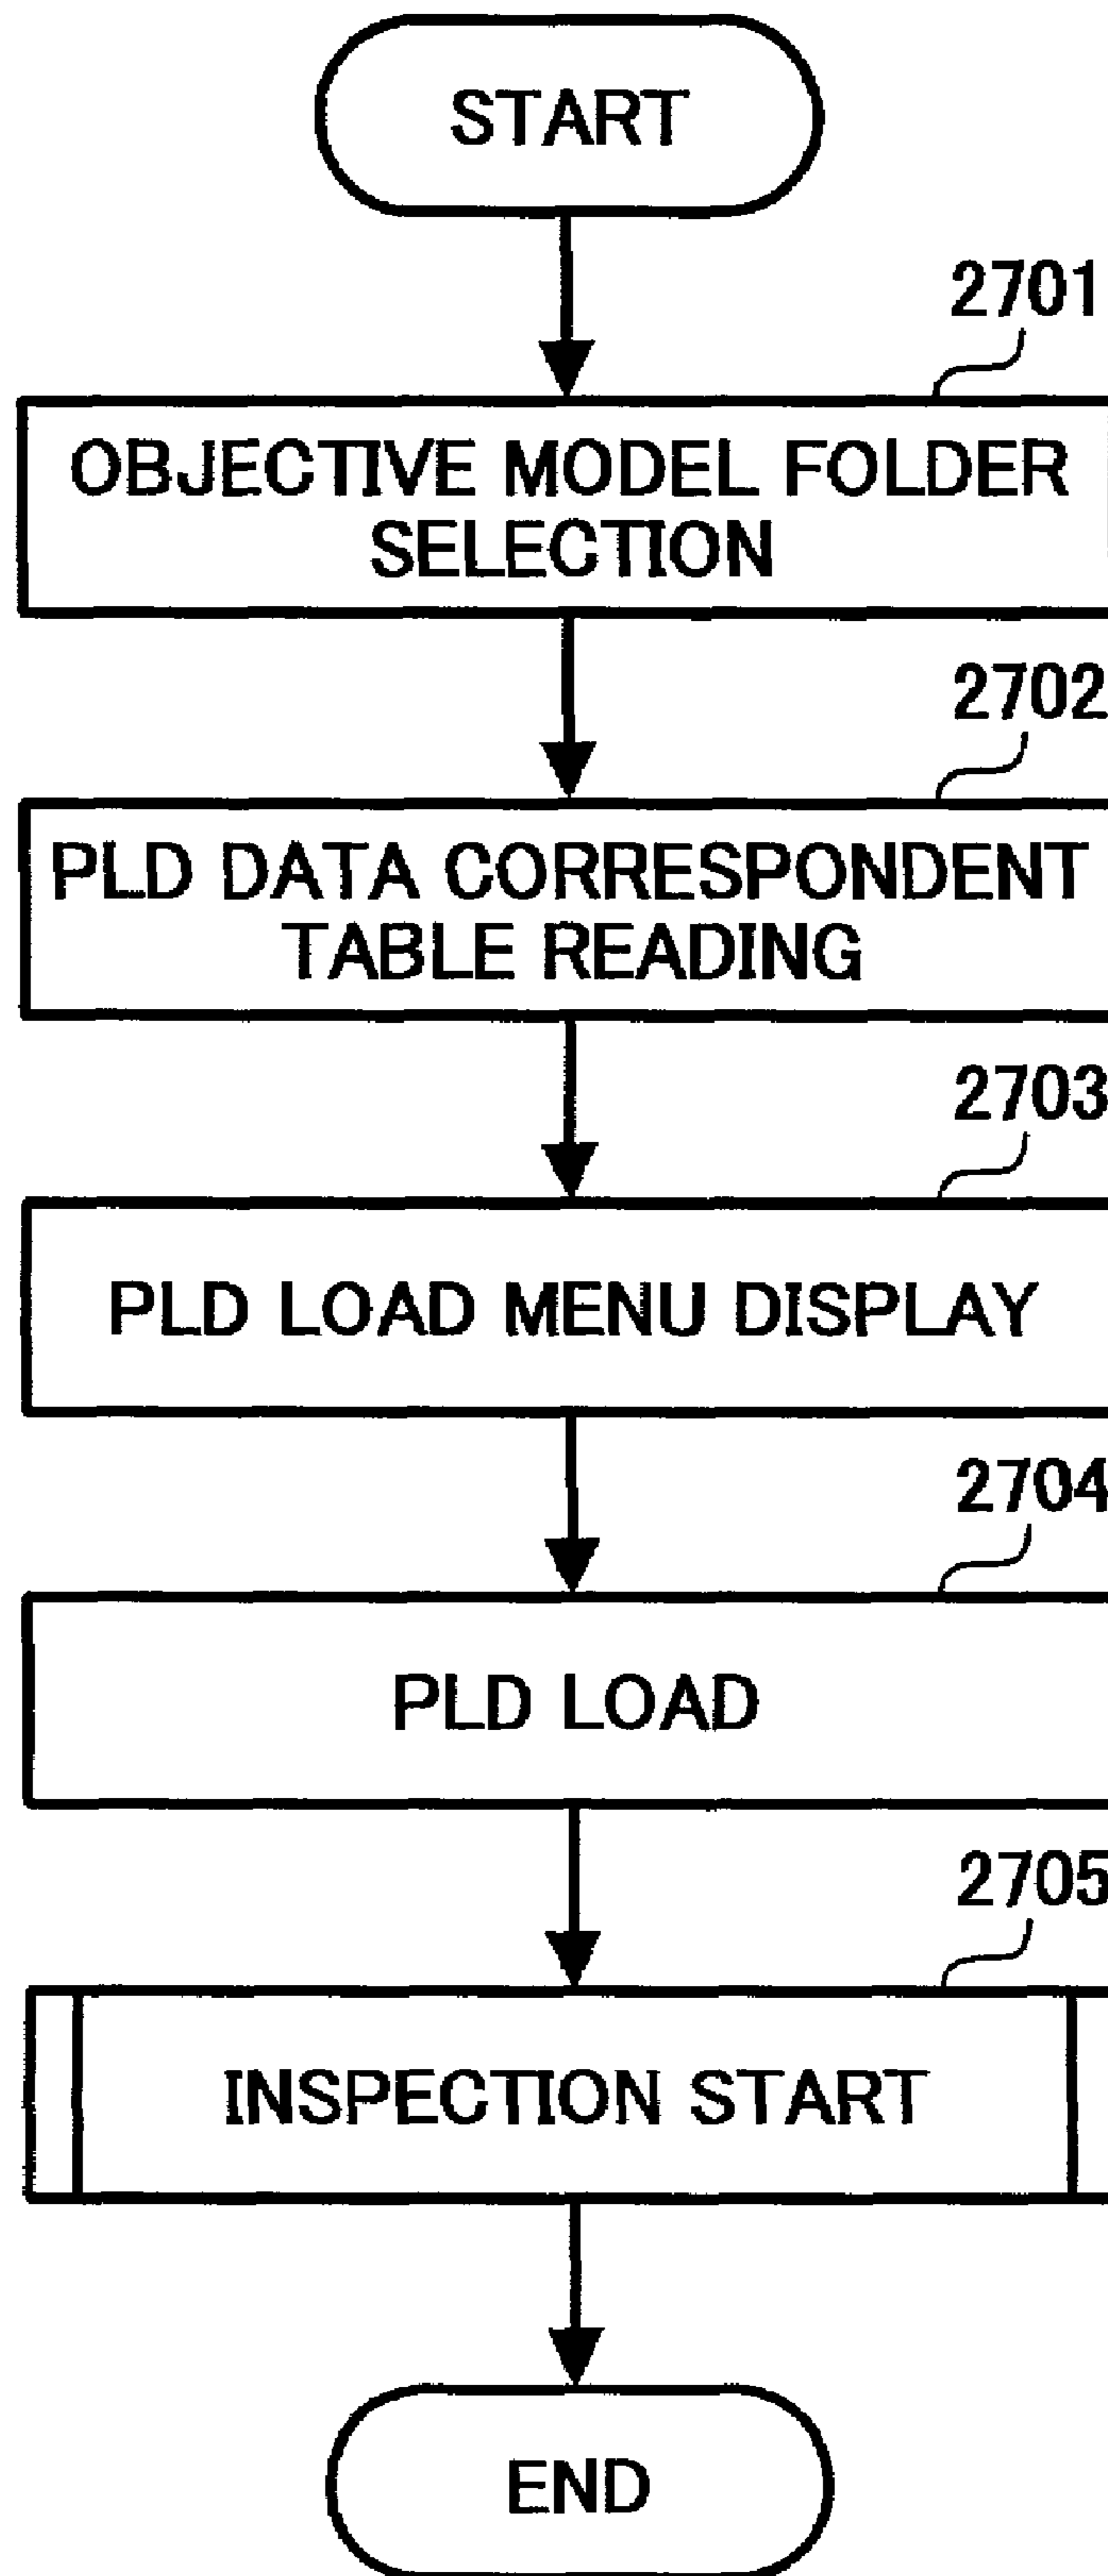 START
2701
OBJECTIVE MODEL FOLDER
SELECTION
2702
PLD DATA CORRESPONDENT
TABLE READING
2703
PLD LOAD MENU DISPLAY
2704
PLD LOAD
2705
INSPECTION START
END